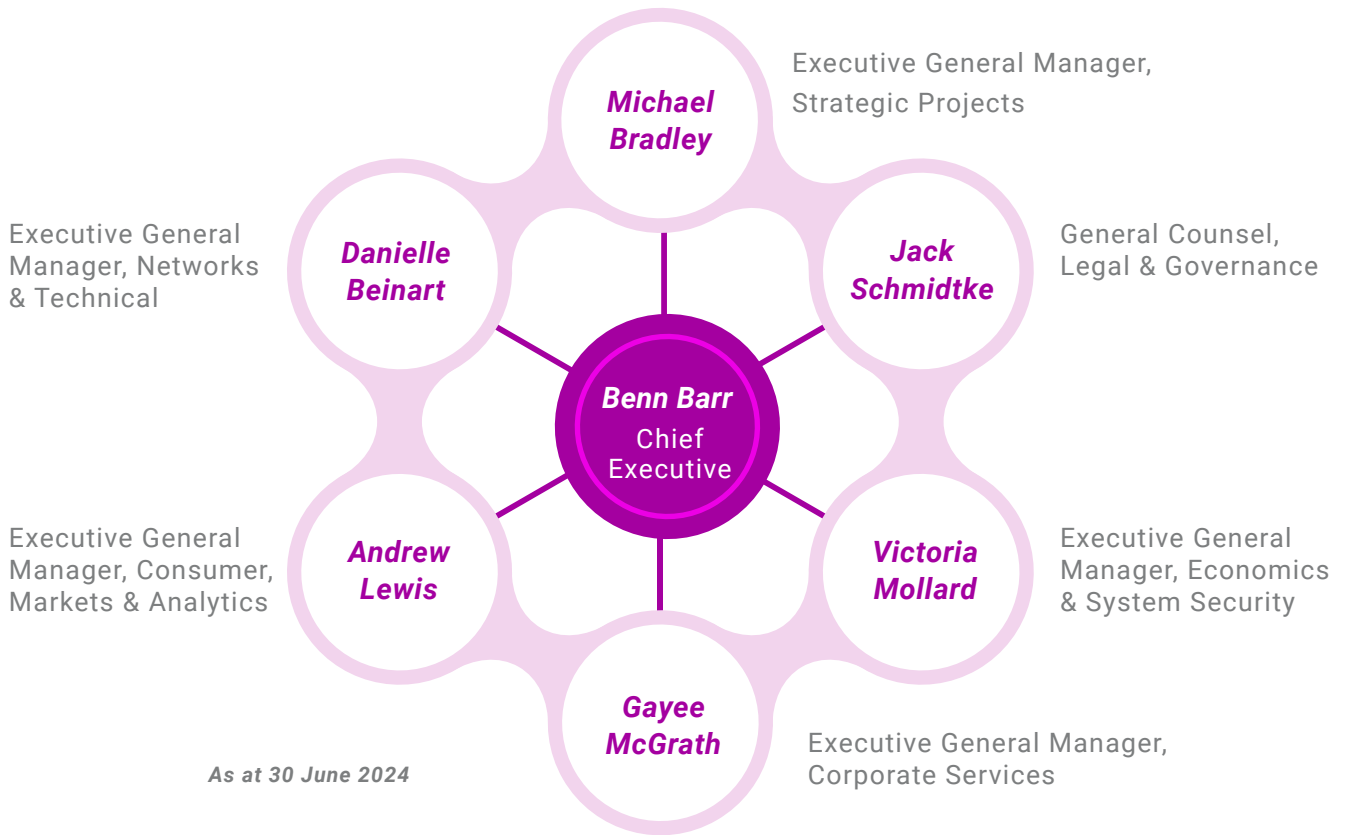 Michael
Bradley
Executive General Manager,
Strategic Projects
Danielle
Beinart
Executive General
Manager, Networks
& Technical
Jack
Schmidtke
General Counsel,
Legal & Governance
Benn Barr
Chief
Executive
Andrew
Lewis
Executive General
Manager, Consumer,
Markets & Analytics
Victoria
Mollard
Executive General
Manager, Economics
& System Security
Gayee
McGrath
Executive General Manager,
Corporate Services
As at 30 June 2024